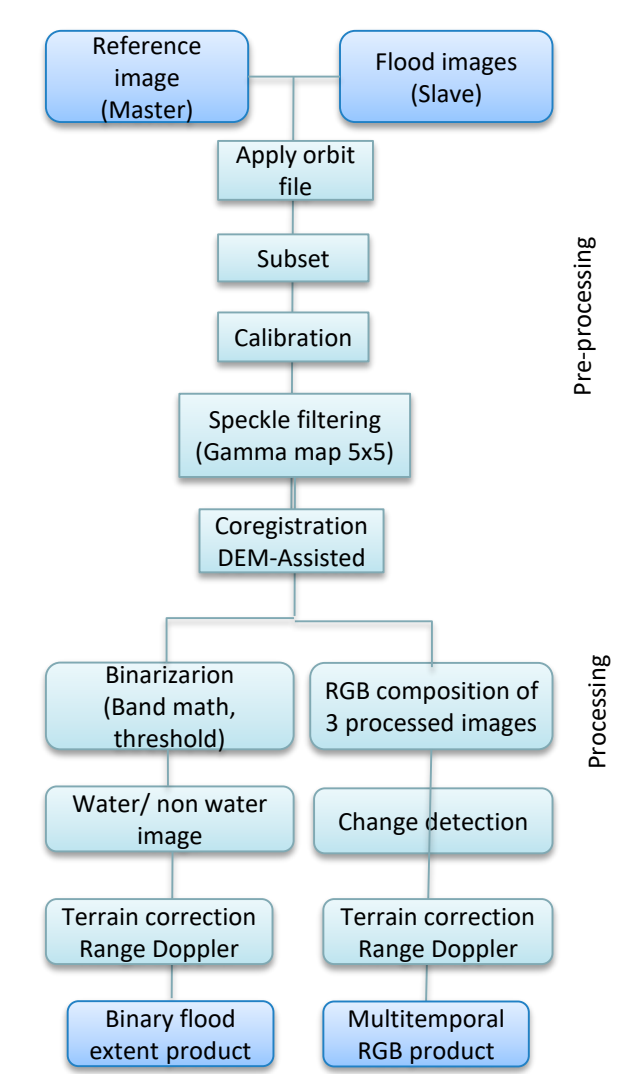 Reference
image
(Master)
Flood images
(Slave)
Apply orbit
file
Subset
Calibration
Speckle filtering
(Gamma map 5x5)
Coregistration
DEM-Assisted
Pre-processing
Binarizarion
(Band math,
threshold)
Water/ non water
image
Terrain correction
Range Doppler
Binary flood
extent product
RGB composition of
3 processed images
Change detection
Terrain correction
Range Doppler
Multitemporal
RGB product
Processing